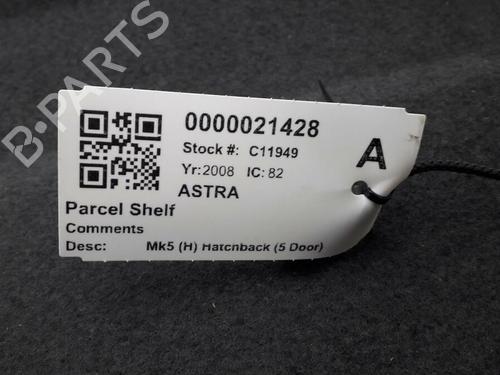 B-PARTS
0000021428
Stock #: C11949
A
Yr:2008 IC: 82
ASTRA
Parcel Shelf
Comments
Desc: Mk5 (H) Hatchback (5 Door)